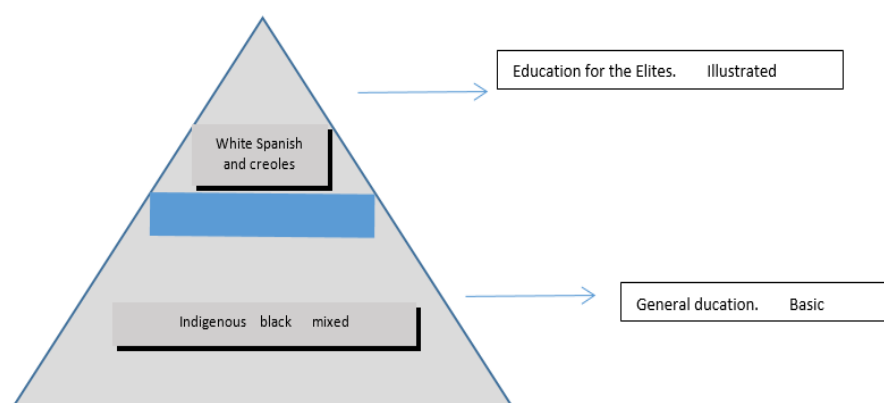 Education for the Elites. Illustrated
White Spanish
and creoles
General ducation. Basic
Indigenous black mixed